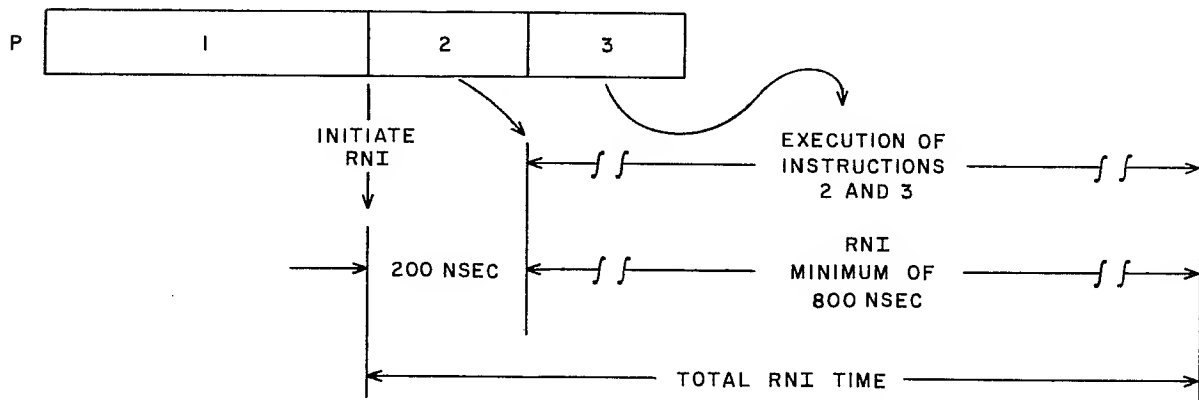 P 1 2 3
INITIATE
RNI
EXECUTION OF
INSTRUCTIONS
2 AND 3
200 NSEC
RNI
MINIMUM OF
800 NSEC
TOTAL RNI TIME